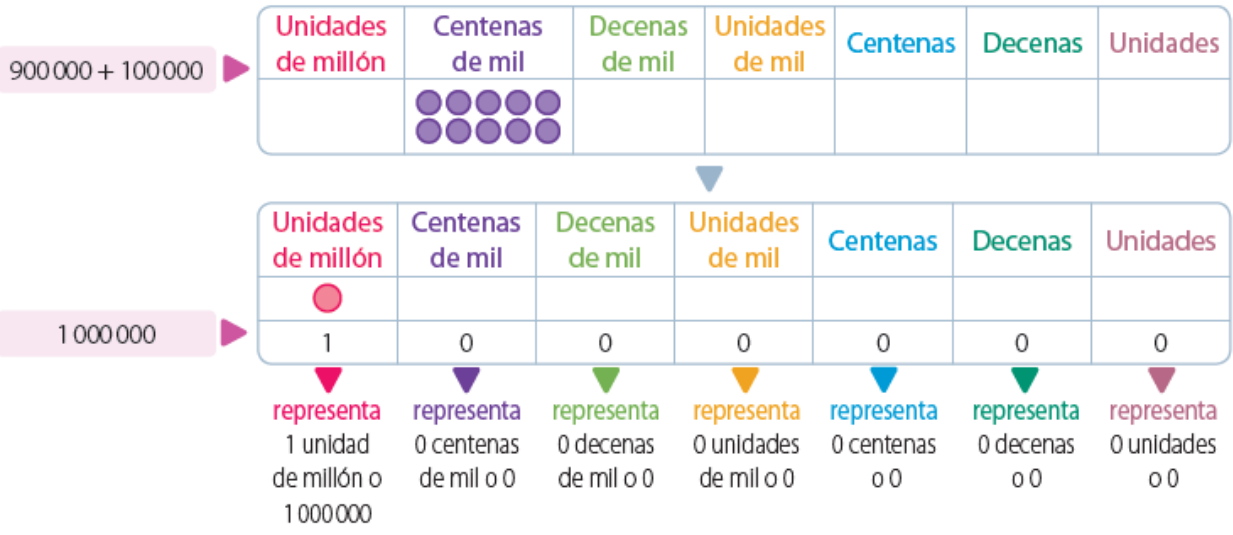 900 000 + 100 000
Unidades de millón
Centenas de mil
Decenas de mil
Unidades de mil
Centenas
Decenas
Unidades
1 000 000
Unidades de millón
Centenas de mil
Decenas de mil
Unidades de mil
Centenas
Decenas
Unidades
1 0 0 0 0 0 0
representa
1 unidad
de millón o
1 000 000
representa
0 centenas
de mil o 0
representa
0 decenas
de mil o 0
representa
0 unidades
de mil o 0
representa
0 centenas
o 0
representa
0 decenas
o 0
representa
0 unidades
o 0